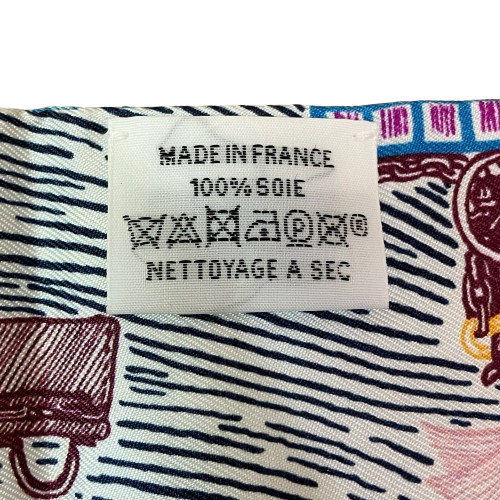 MADE IN FRANCE
100% SOIE
P ®
NETTOYAGE A SEC